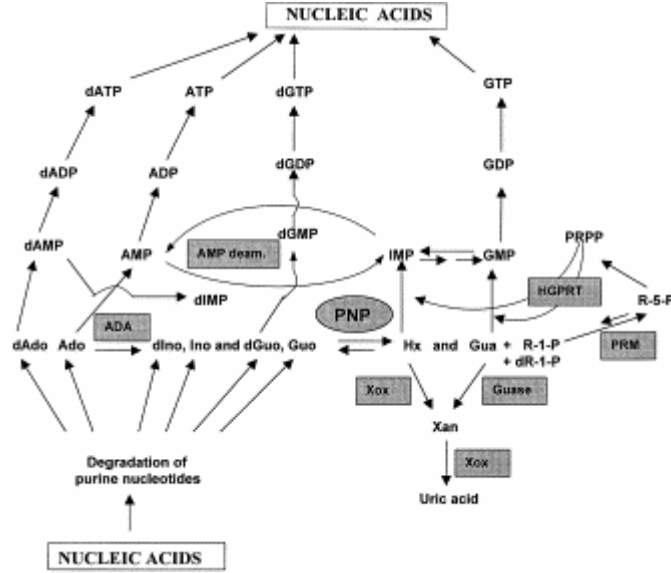 NUCLEIC ACIDS
dATP ATP dGTP GTP
dADP ADP dGDP GDP
dAMP AMP AMP deam. dGMP IMP GMP PRPP
dIMP HGPRT R-5-P
ADA PNP
dAdo Ado dIno, Ino and dGuo, Guo Hx and Gua + R-1-P PRM
+ dR-1-P
Xox Guase
Xan
Xox
Degradation of
purine nucleotides
Uric acid
NUCLEIC ACIDS